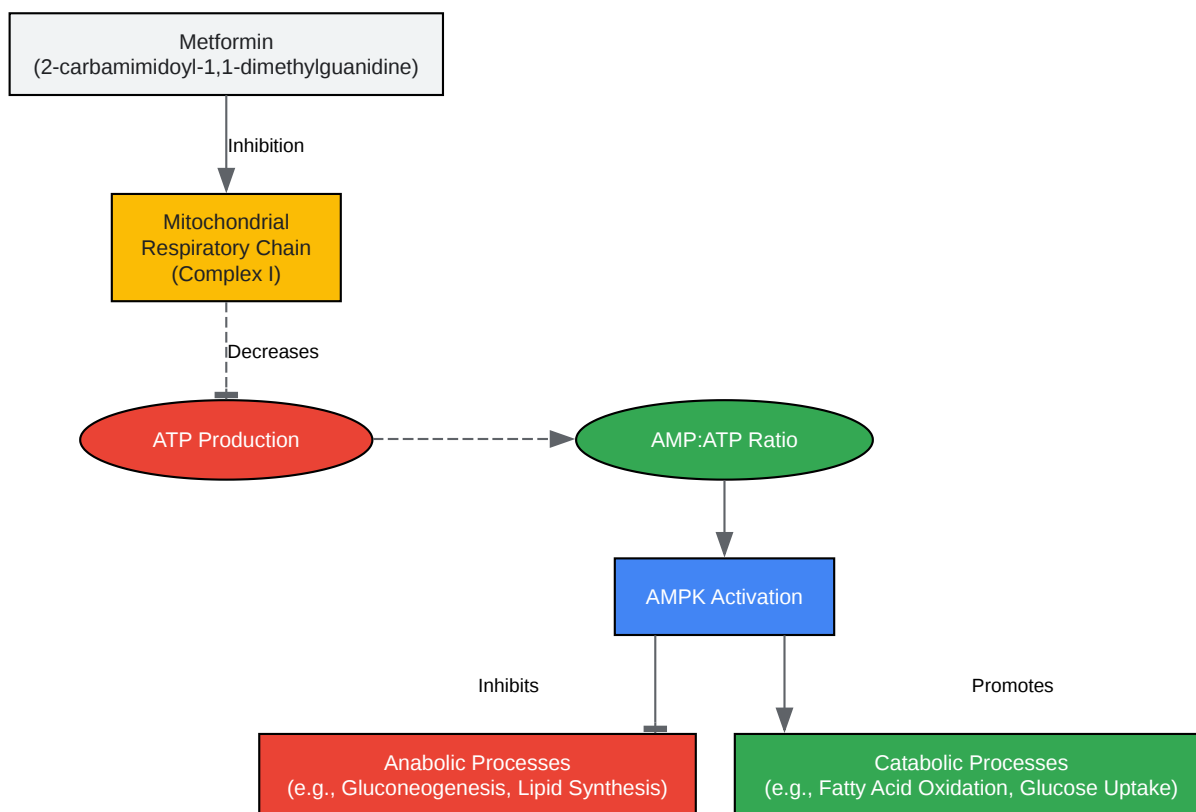 Metformin
(2-carbamimidoyl-1,1-dimethylguanidine)
Inhibition
Mitochondrial
Respiratory Chain
(Complex I)
Decreases
ATP Production
AMP:ATP Ratio
AMPK Activation
Inhibits
Promotes
Anabolic Processes
(e.g., Gluconeogenesis, Lipid Synthesis)
Catabolic Processes
(e.g., Fatty Acid Oxidation, Glucose Uptake)